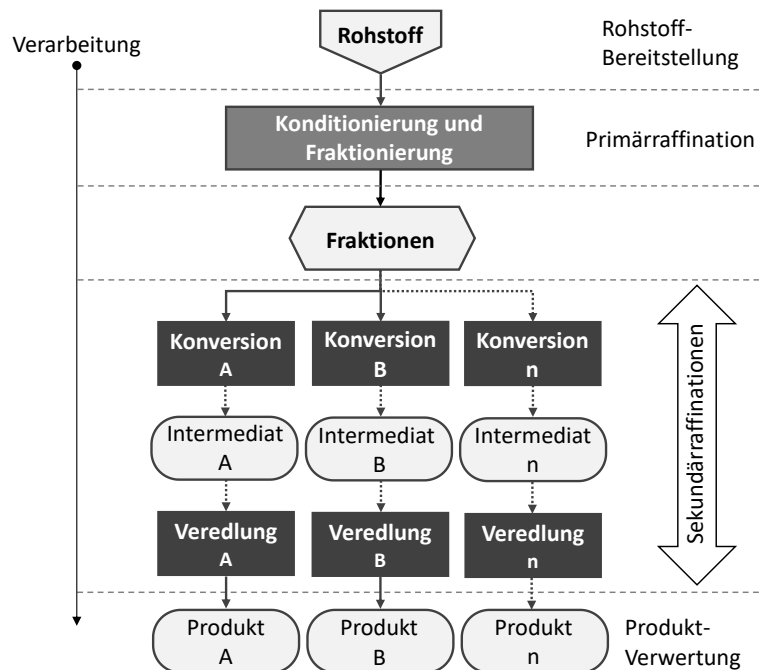 Verarbeitung
Rohstoff
Rohstoff-
Bereitstellung
Konditionierung und
Fraktionierung
Primärraffination
Fraktionen
Konversion
A
Konversion
B
Konversion
n
Intermediat
A
Intermediat
B
Intermediat
n
Veredlung
A
Veredlung
B
Veredlung
n
Sekundärraffinationen
Produkt
A
Produkt
B
Produkt
n
Produkt-
Verwertung